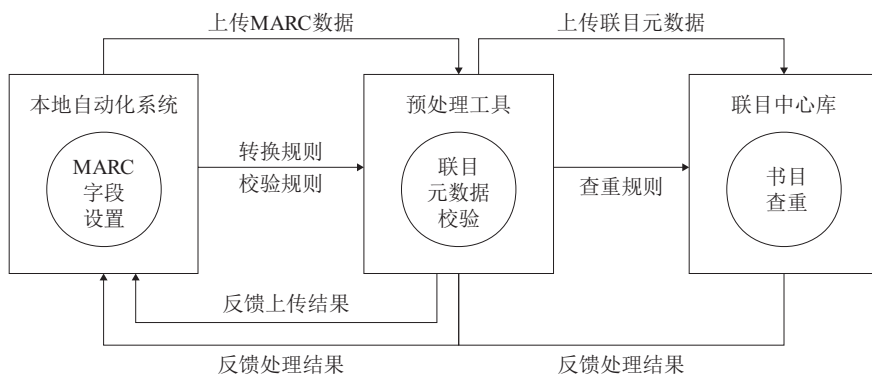 上传MARC数据
上传联目元数据
本地自动化系统
预处理工具
联目中心库
MARC
字段
设置
转换规则
校验规则
联目
元数据
校验
查重规则
书目
查重
反馈上传结果
反馈处理结果
反馈处理结果